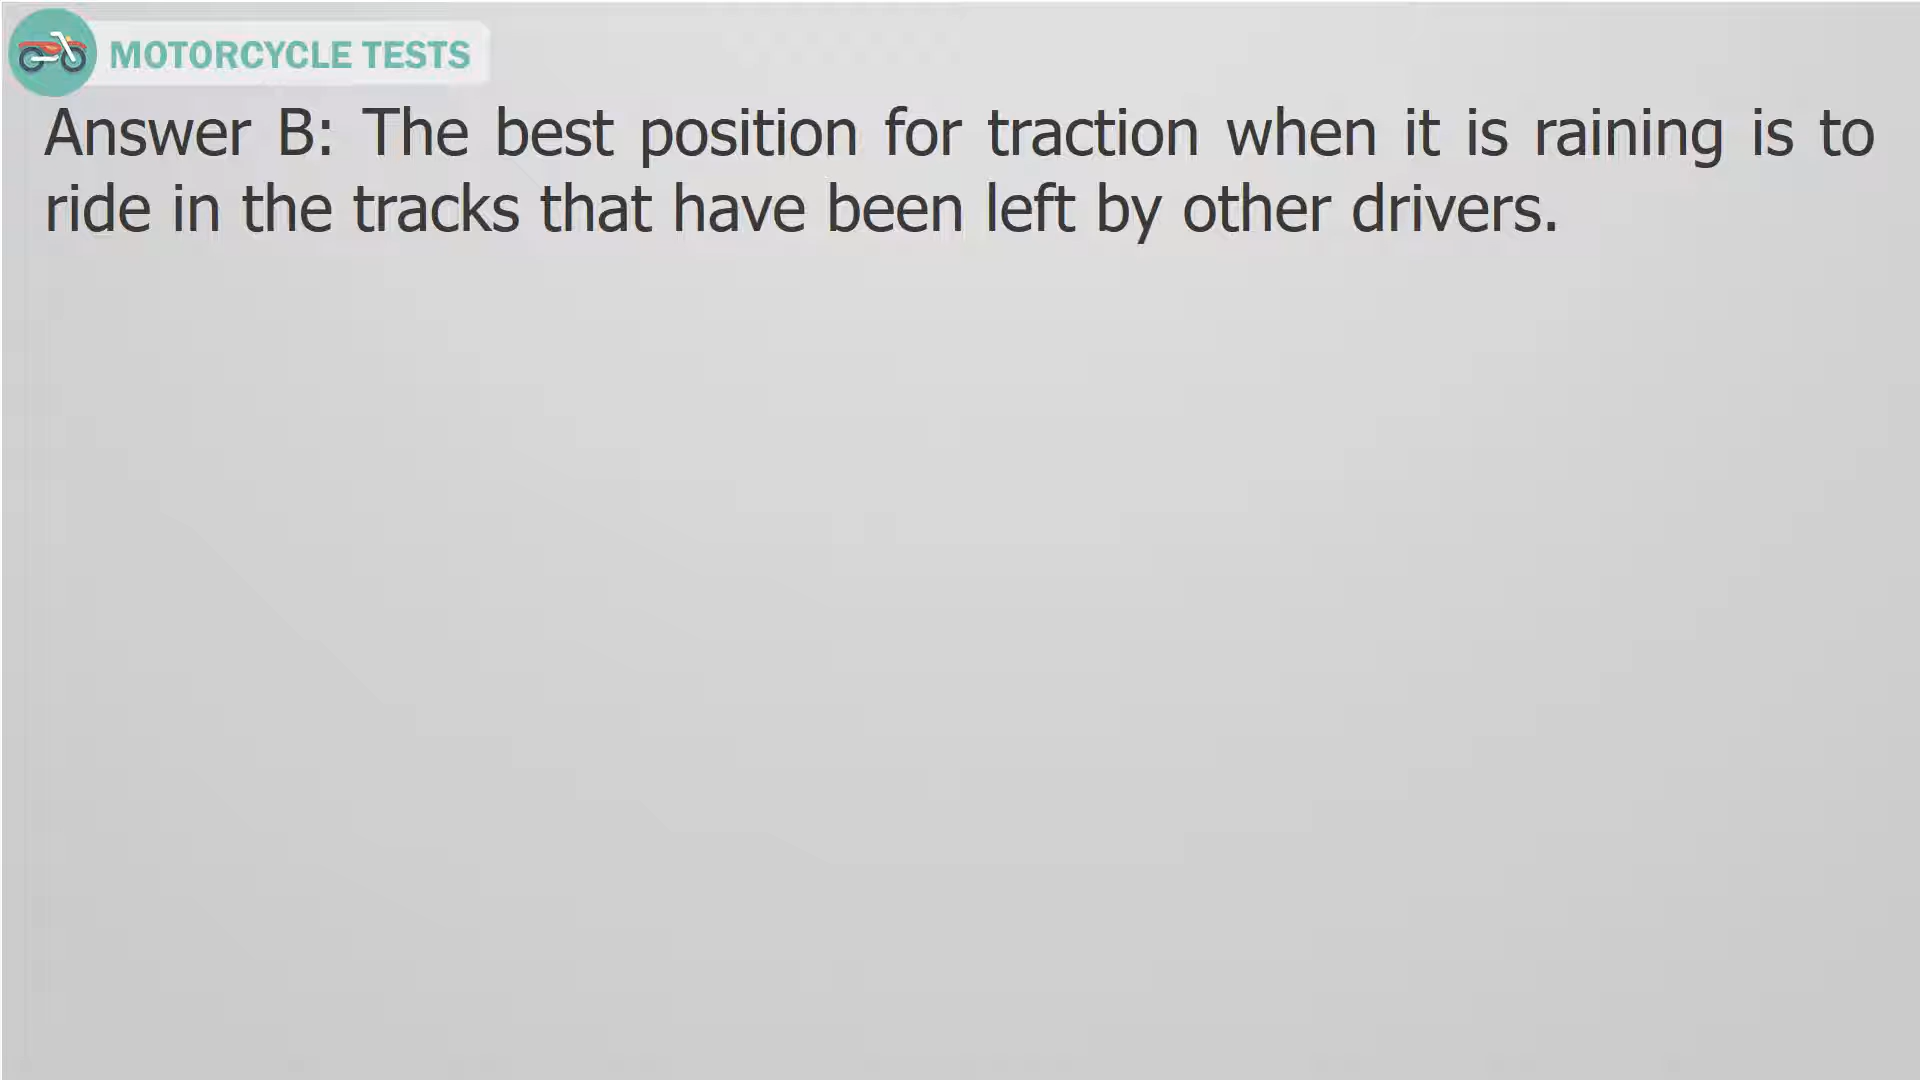 MOTORCYCLE TESTS
Answer B: The best position for traction when it is raining is to
ride in the tracks that have been left by other drivers.